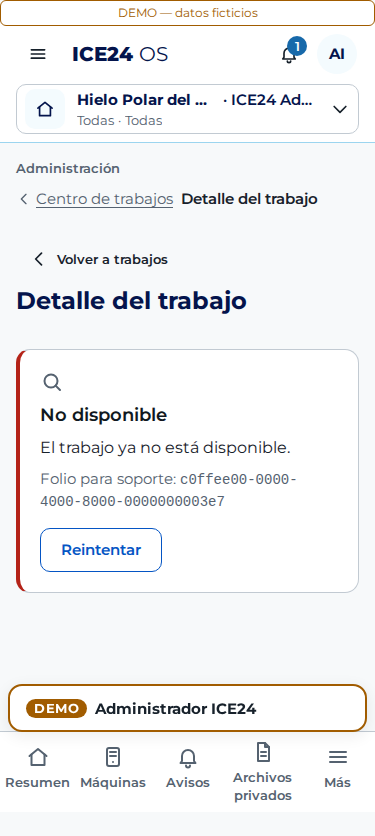 DEMO — datos ficticios
ICE24 OS
1
AI
Hielo Polar del ... · ICE24 Ad...
Todas · Todas
Administración
Centro de trabajos Detalle del trabajo
Volver a trabajos
Detalle del trabajo
No disponible
El trabajo ya no está disponible.
Folio para soporte: c0ffee00-0000-
4000-8000-0000000003e7
Reintentar
DEMO Administrador ICE24
Resumen Máquinas Avisos Archivos privados Más